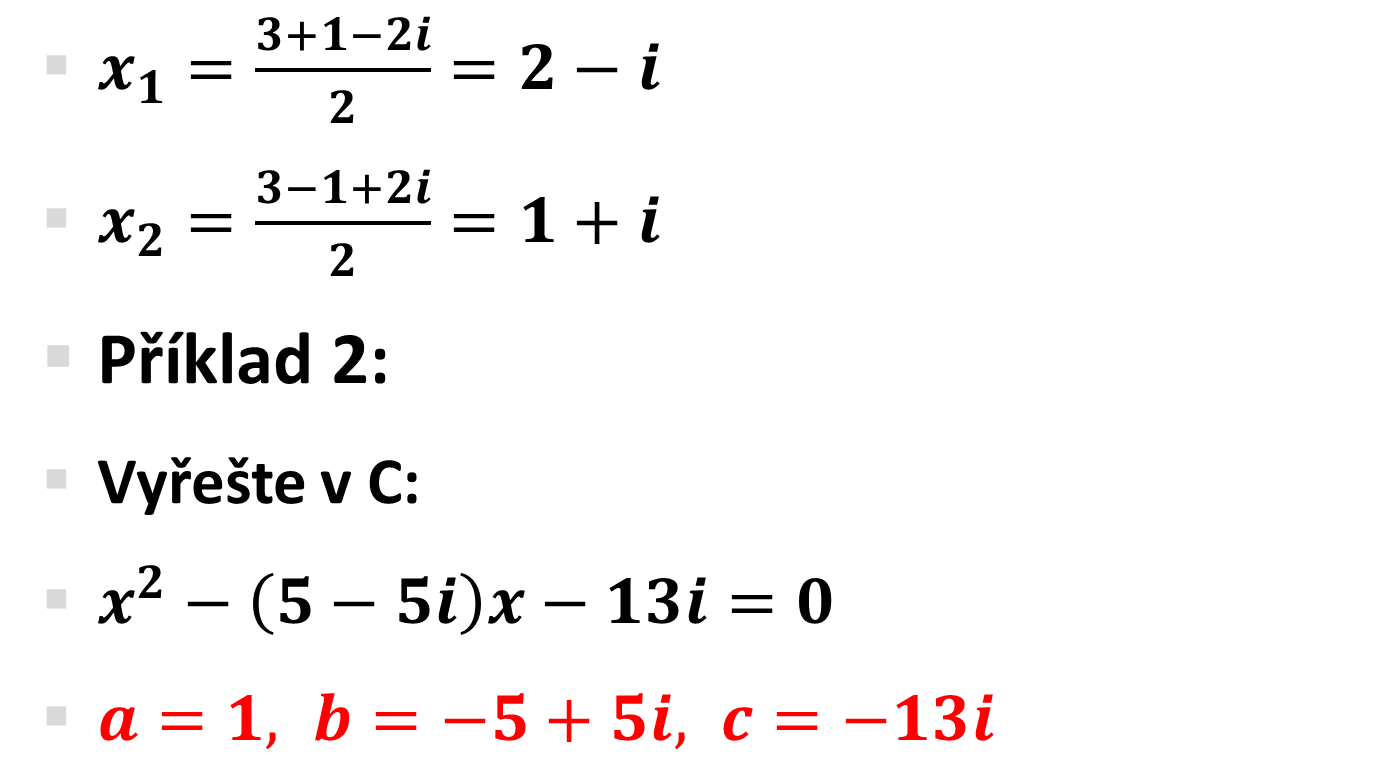 x₁ = (3+1−2i)/2 = 2 − i
x₂ = (3−1+2i)/2 = 1 + i
Příklad 2:
Vyřešte v C:
x² − (5 − 5i)x − 13i = 0
a = 1, b = −5 + 5i, c = −13i